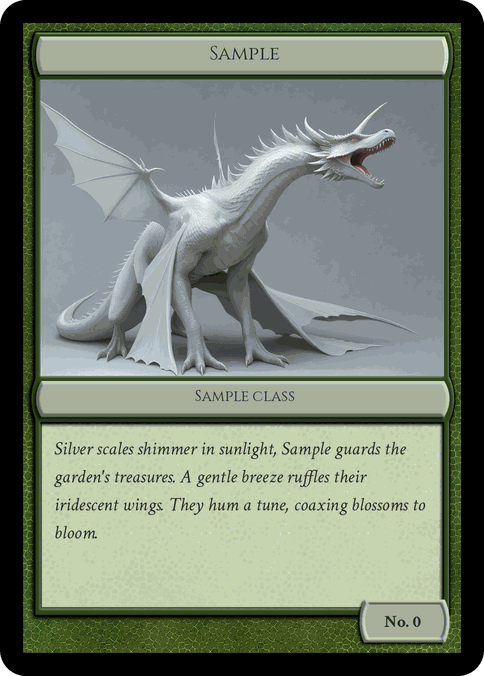 Sample
Sample class
Silver scales shimmer in sunlight, Sample guards the
garden's treasures. A gentle breeze ruffles their
iridescent wings. They hum a tune, coaxing blossoms to
bloom.
No. 0